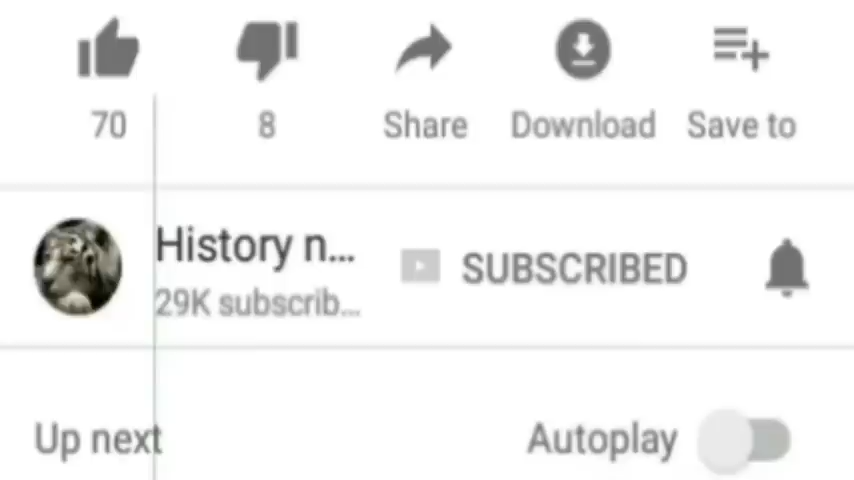 70 8 Share Download Save to
History n...
29K subscrib...
SUBSCRIBED
Up next Autoplay